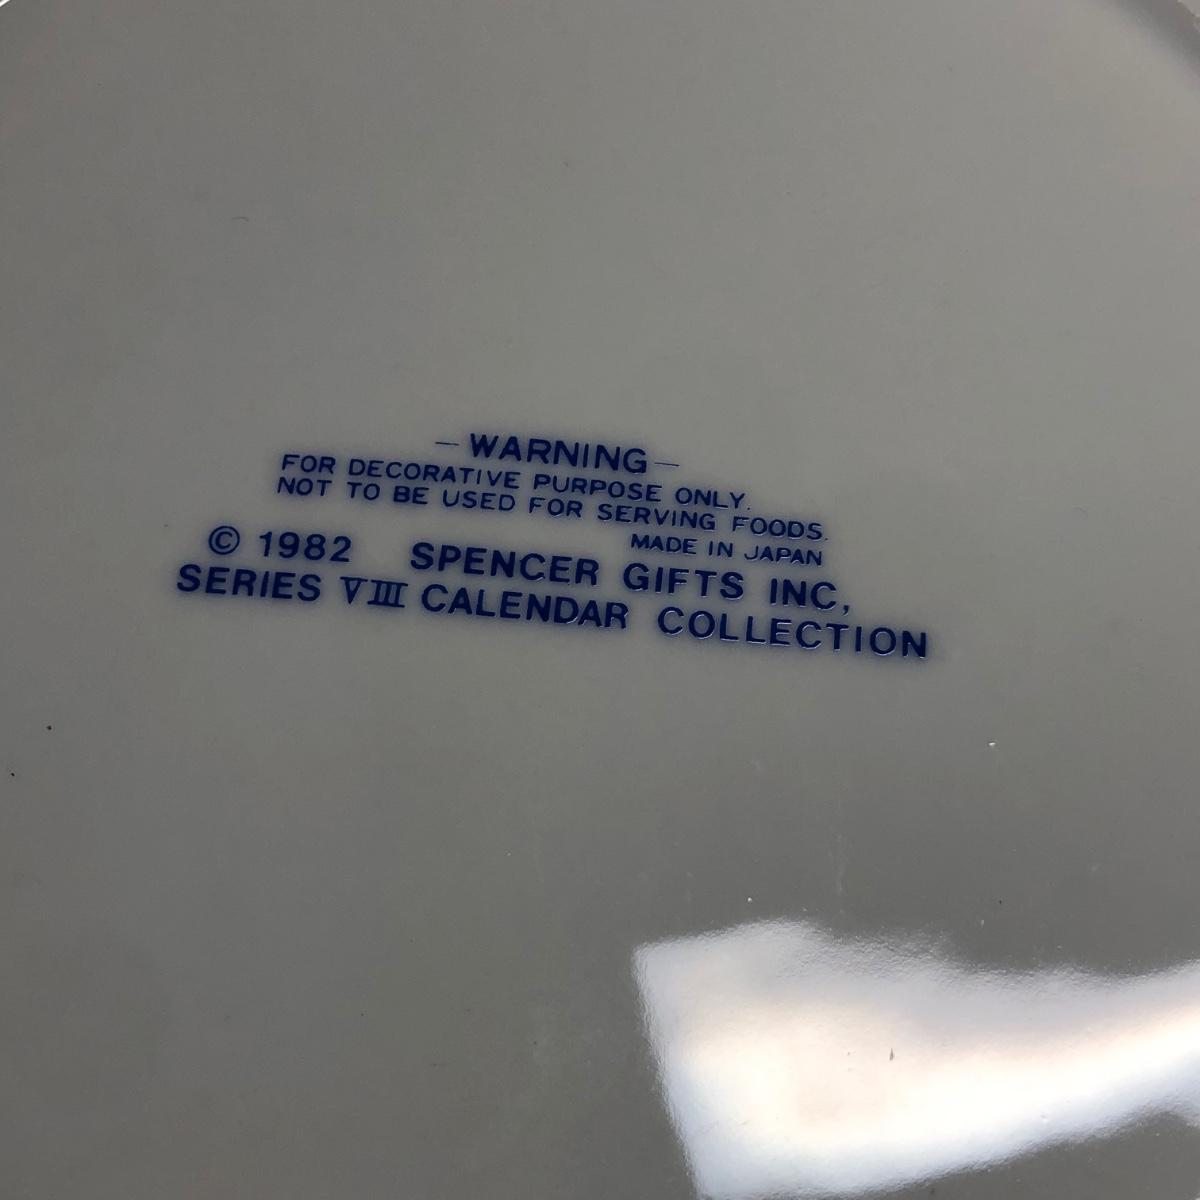 — WARNING —
FOR DECORATIVE PURPOSE ONLY.
NOT TO BE USED FOR SERVING FOODS.
MADE IN JAPAN
© 1982 SPENCER GIFTS INC,
SERIES VIII CALENDAR COLLECTION